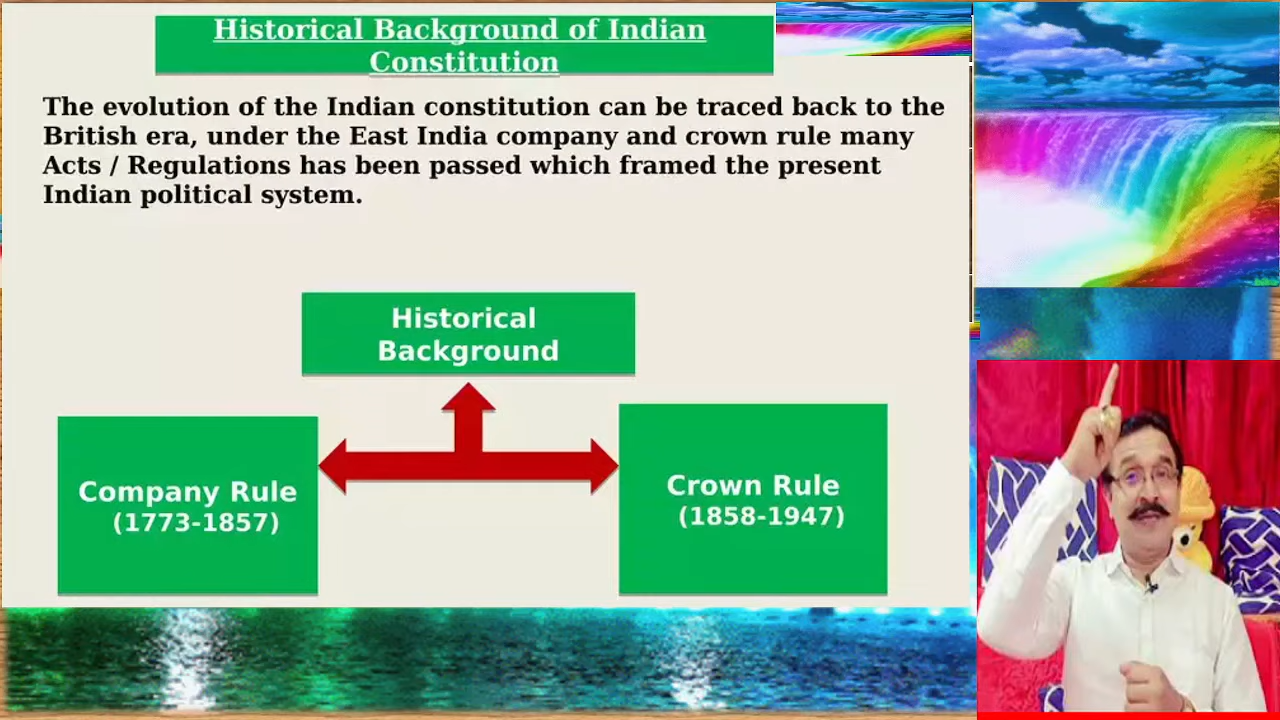 Historical Background of Indian
Constitution
The evolution of the Indian constitution can be traced back to the
British era, under the East India company and crown rule many
Acts / Regulations has been passed which framed the present
Indian political system.
Historical
Background
Company Rule
(1773-1857)
Crown Rule
(1858-1947)